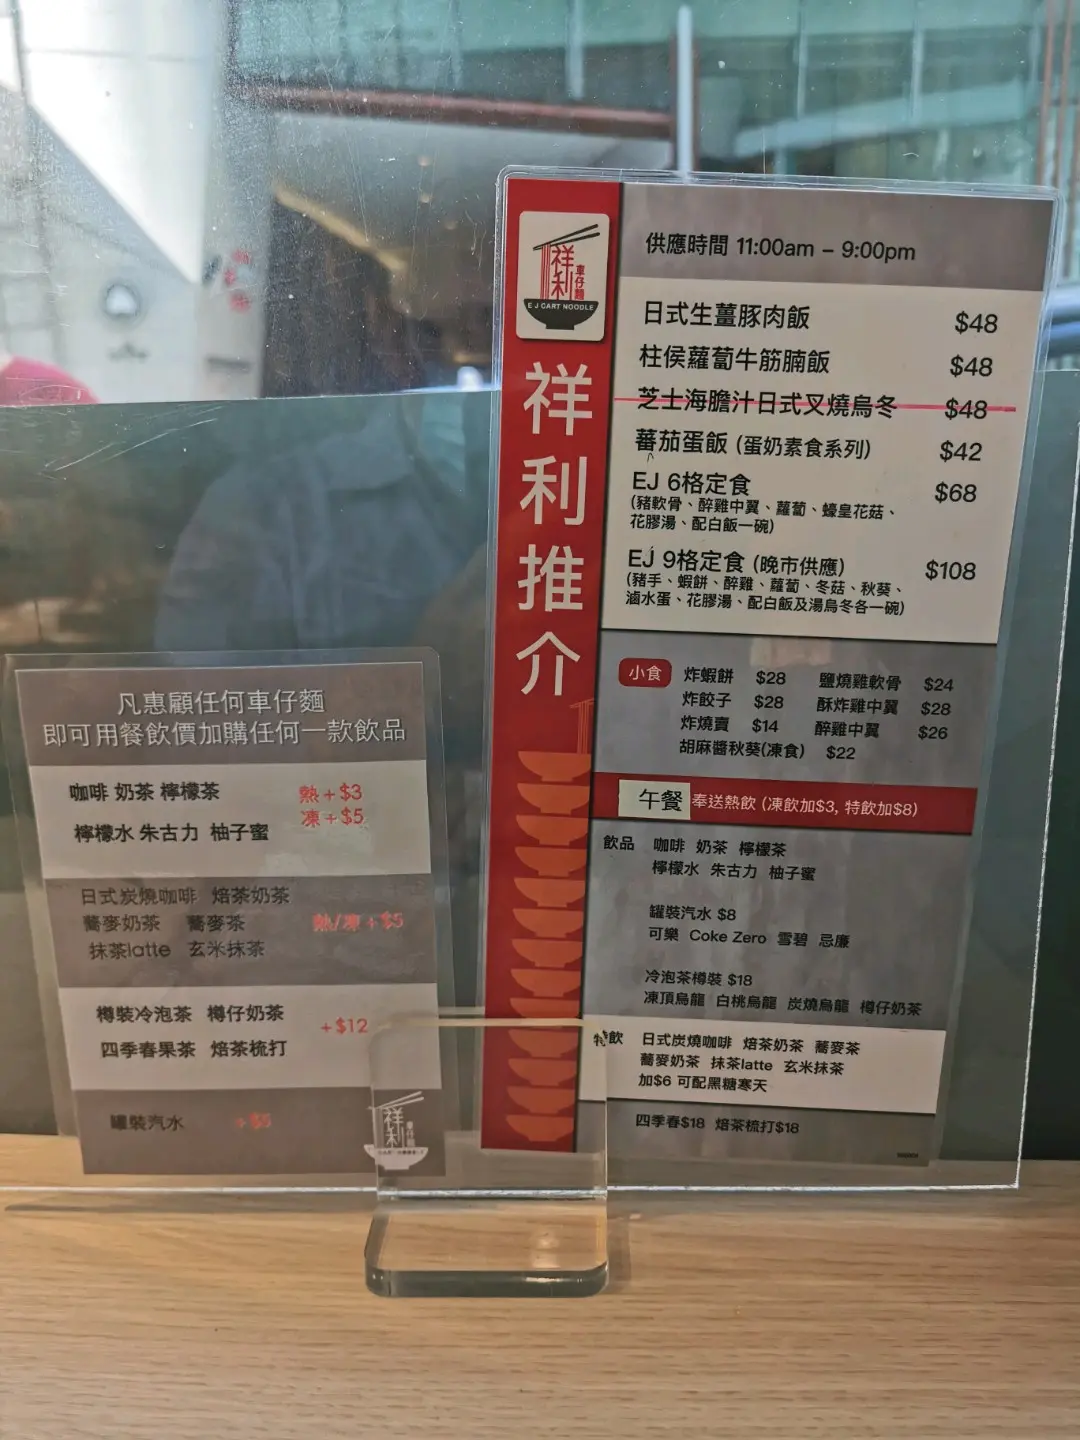 凡惠顧任何車仔麵
即可用餐飲價加購任何一款飲品
咖啡 奶茶 檸檬茶 熱+$3
凍+$5
檸檬水 朱古力 柚子蜜
日式炭燒咖啡 焙茶奶茶
蕎麥奶茶 蕎麥茶 熱/凍+$5
抹茶latte 玄米抹茶
樽裝冷泡茶 樽仔奶茶 +$12
四季春果茶 焙茶梳打
罐裝汽水 +$5
祥利
車仔麵
祥利
車仔麵
EJ CART NOODLE
祥利推介
供應時間 11:00am – 9:00pm
日式生薑豚肉飯 $48
柱侯蘿蔔牛筋腩飯 $48
芝士海膽汁日式叉燒烏冬 $48
蕃茄蛋飯 (蛋奶素食系列) $42
EJ 6格定食 $68
(豬軟骨、醉雞中翼、蘿蔔、蠔皇花菇、
花膠湯、配白飯一碗)
EJ 9格定食 (晚市供應) $108
(豬手、蝦餅、醉雞、蘿蔔、冬菇、秋葵、
滷水蛋、花膠湯、配白飯及湯烏冬各一碗)
小食 炸蝦餅 $28 鹽燒雞軟骨 $24
炸餃子 $28 酥炸雞中翼 $28
炸燒賣 $14 醉雞中翼 $26
胡麻醬秋葵(凍食) $22
午餐 奉送熱飲 (凍飲加$3, 特飲加$8)
飲品 咖啡 奶茶 檸檬茶
檸檬水 朱古力 柚子蜜
罐裝汽水 $8
可樂 Coke Zero 雪碧 忌廉
冷泡茶樽裝 $18
凍頂烏龍 白桃烏龍 炭燒烏龍 樽仔奶茶
特飲 日式炭燒咖啡 焙茶奶茶 蕎麥茶
蕎麥奶茶 抹茶latte 玄米抹茶
加$6 可配黑糖寒天
四季春$18 焙茶梳打$18